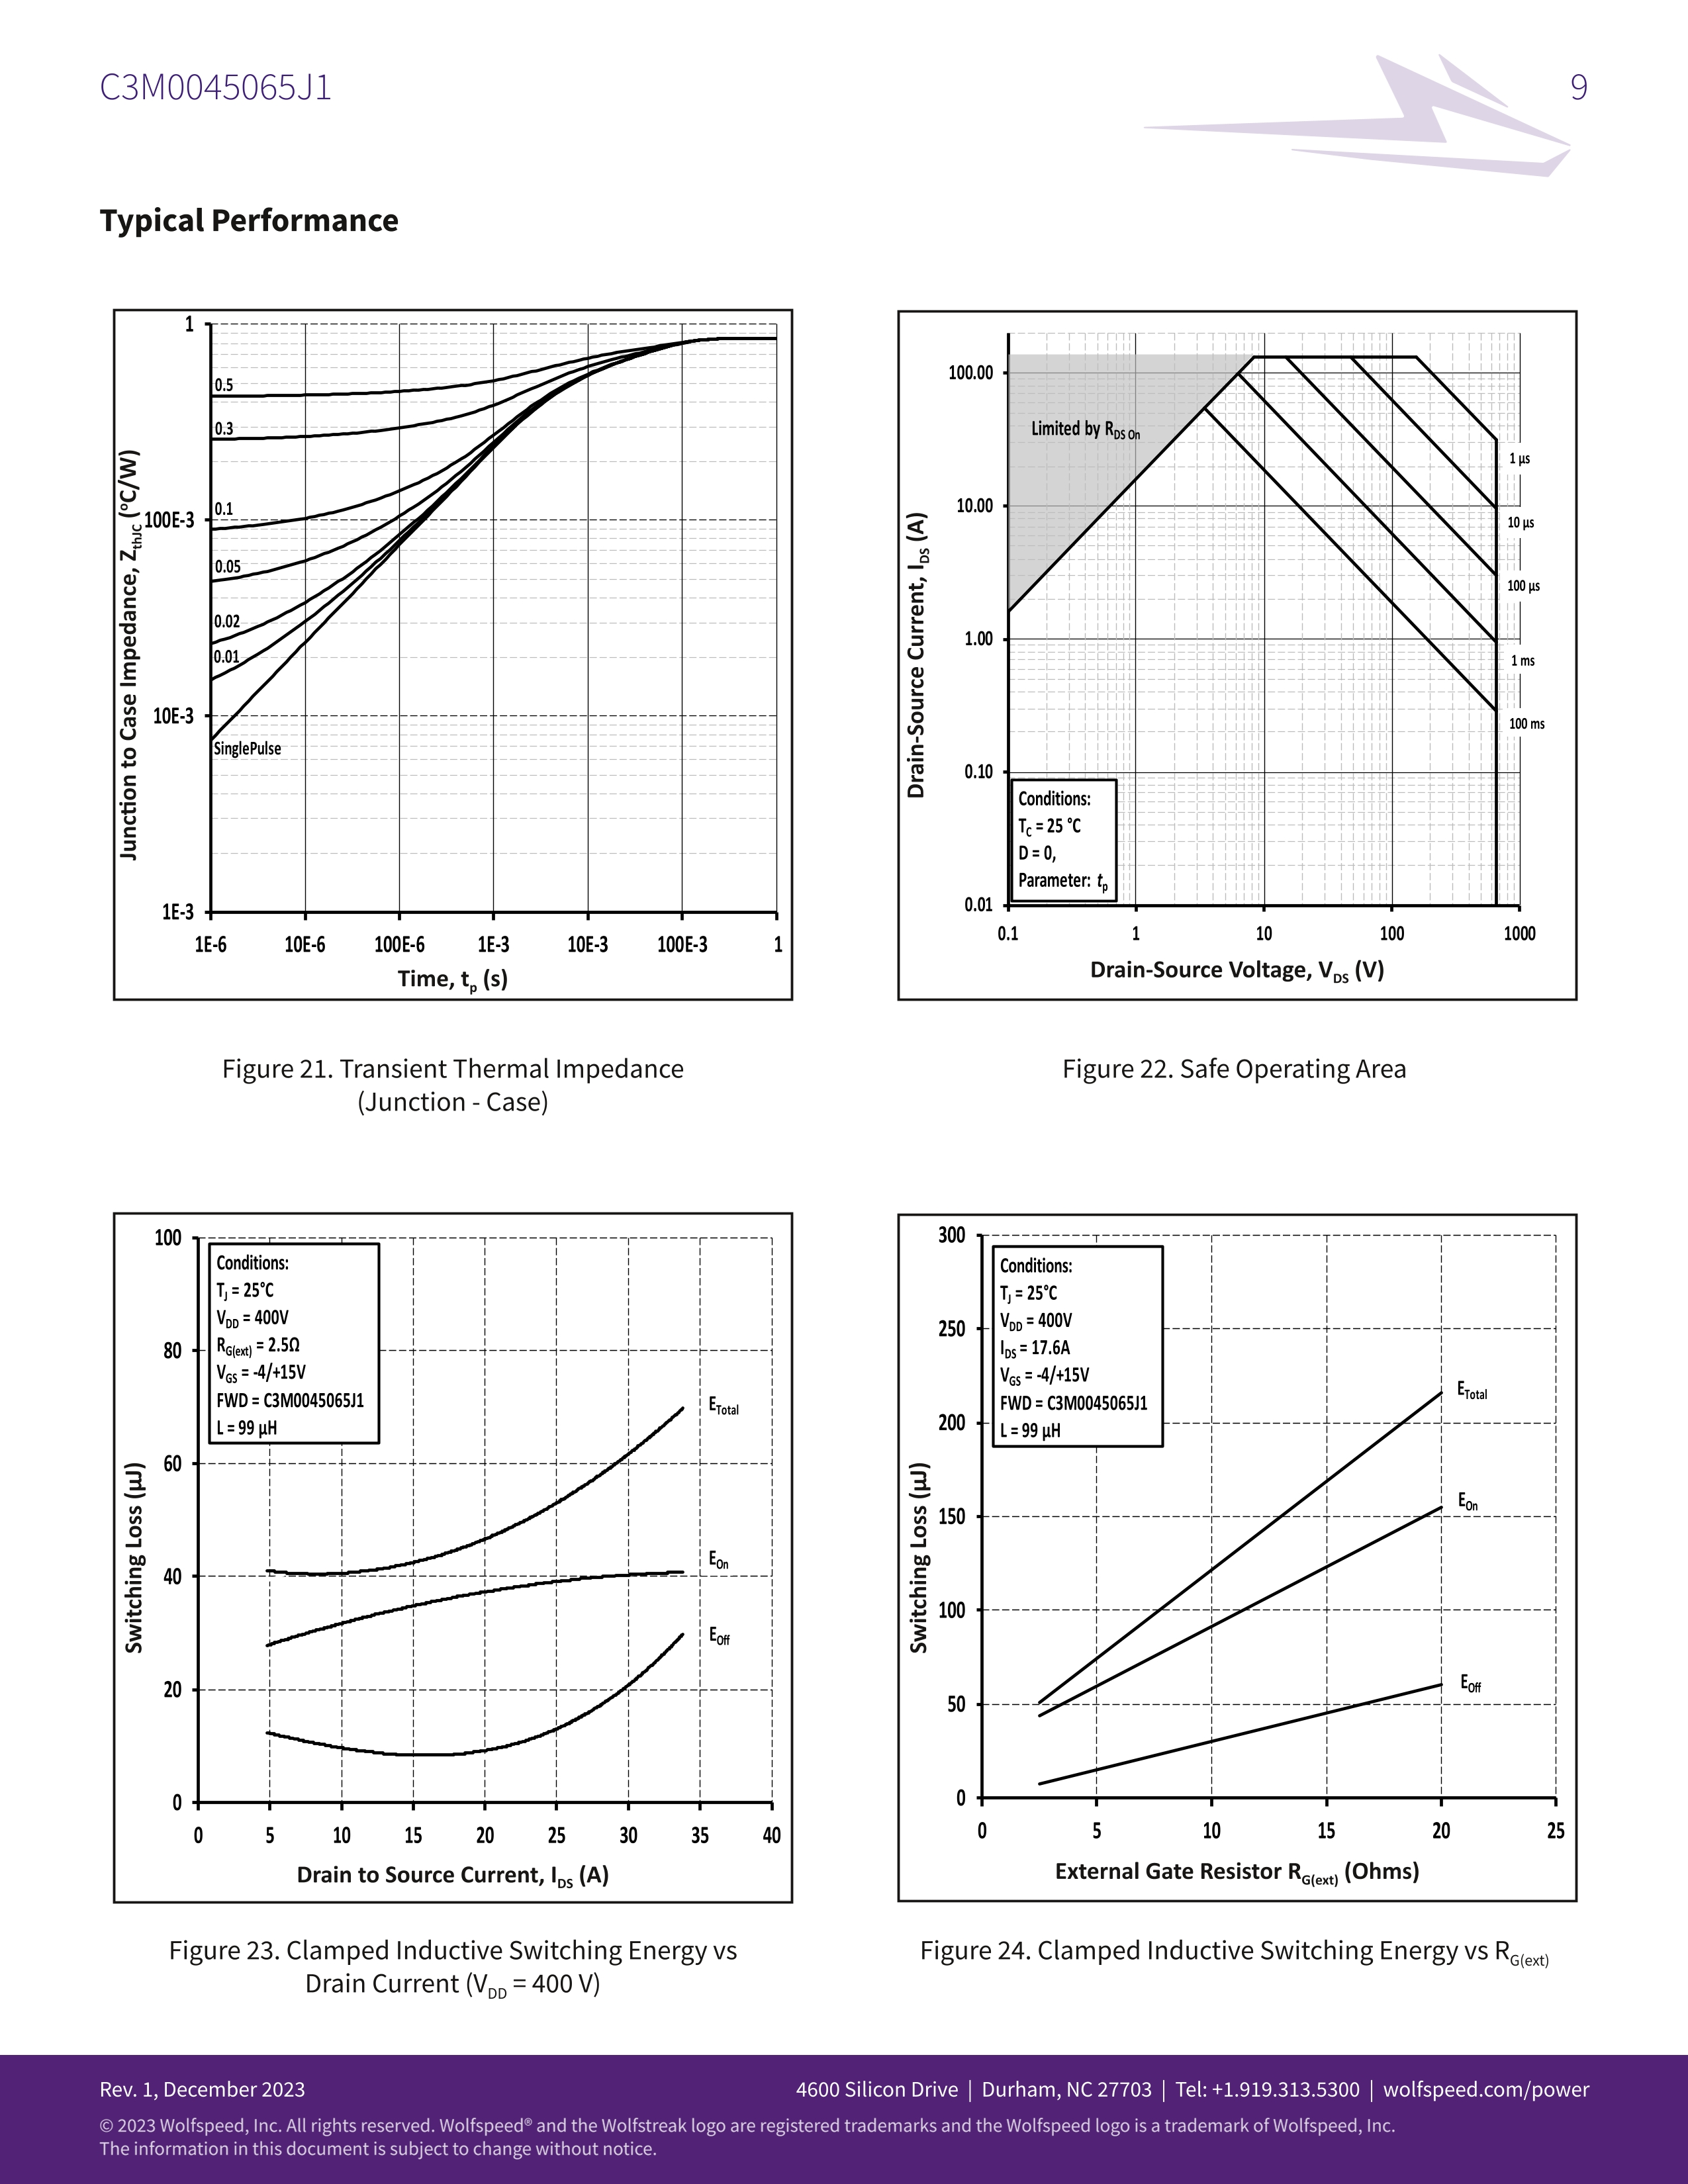 C3M0045065J1
9
Typical Performance
Junction to Case Impedance, ZthJC (°C/W)
1
100E-3
10E-3
1E-3
0.5
0.3
0.1
0.05
0.02
0.01
SinglePulse
1E-6 10E-6 100E-6 1E-3 10E-3 100E-3 1
Time, tp (s)
Figure 21. Transient Thermal Impedance
(Junction - Case)
Drain-Source Current, IDS (A)
100.00
10.00
1.00
0.10
0.01
Limited by RDS On
1 µs
10 µs
100 µs
1 ms
100 ms
Conditions:
TC = 25 °C
D = 0,
Parameter: tp
0.1 1 10 100 1000
Drain-Source Voltage, VDS (V)
Figure 22. Safe Operating Area
Switching Loss (µJ)
100
80
60
40
20
0
Conditions:
TJ = 25°C
VDD = 400V
RG(ext) = 2.5Ω
VGS = -4/+15V
FWD = C3M0045065J1
L = 99 µH
ETotal
EOn
EOff
0 5 10 15 20 25 30 35 40
Drain to Source Current, IDS (A)
Figure 23. Clamped Inductive Switching Energy vs
Drain Current (VDD = 400 V)
Switching Loss (µJ)
300
250
200
150
100
50
0
Conditions:
TJ = 25°C
VDD = 400V
IDS = 17.6A
VGS = -4/+15V
FWD = C3M0045065J1
L = 99 µH
ETotal
EOn
EOff
0 5 10 15 20 25
External Gate Resistor RG(ext) (Ohms)
Figure 24. Clamped Inductive Switching Energy vs RG(ext)
Rev. 1, December 2023
4600 Silicon Drive | Durham, NC 27703 | Tel: +1.919.313.5300 | wolfspeed.com/power
© 2023 Wolfspeed, Inc. All rights reserved. Wolfspeed® and the Wolfstreak logo are registered trademarks and the Wolfspeed logo is a trademark of Wolfspeed, Inc.
The information in this document is subject to change without notice.